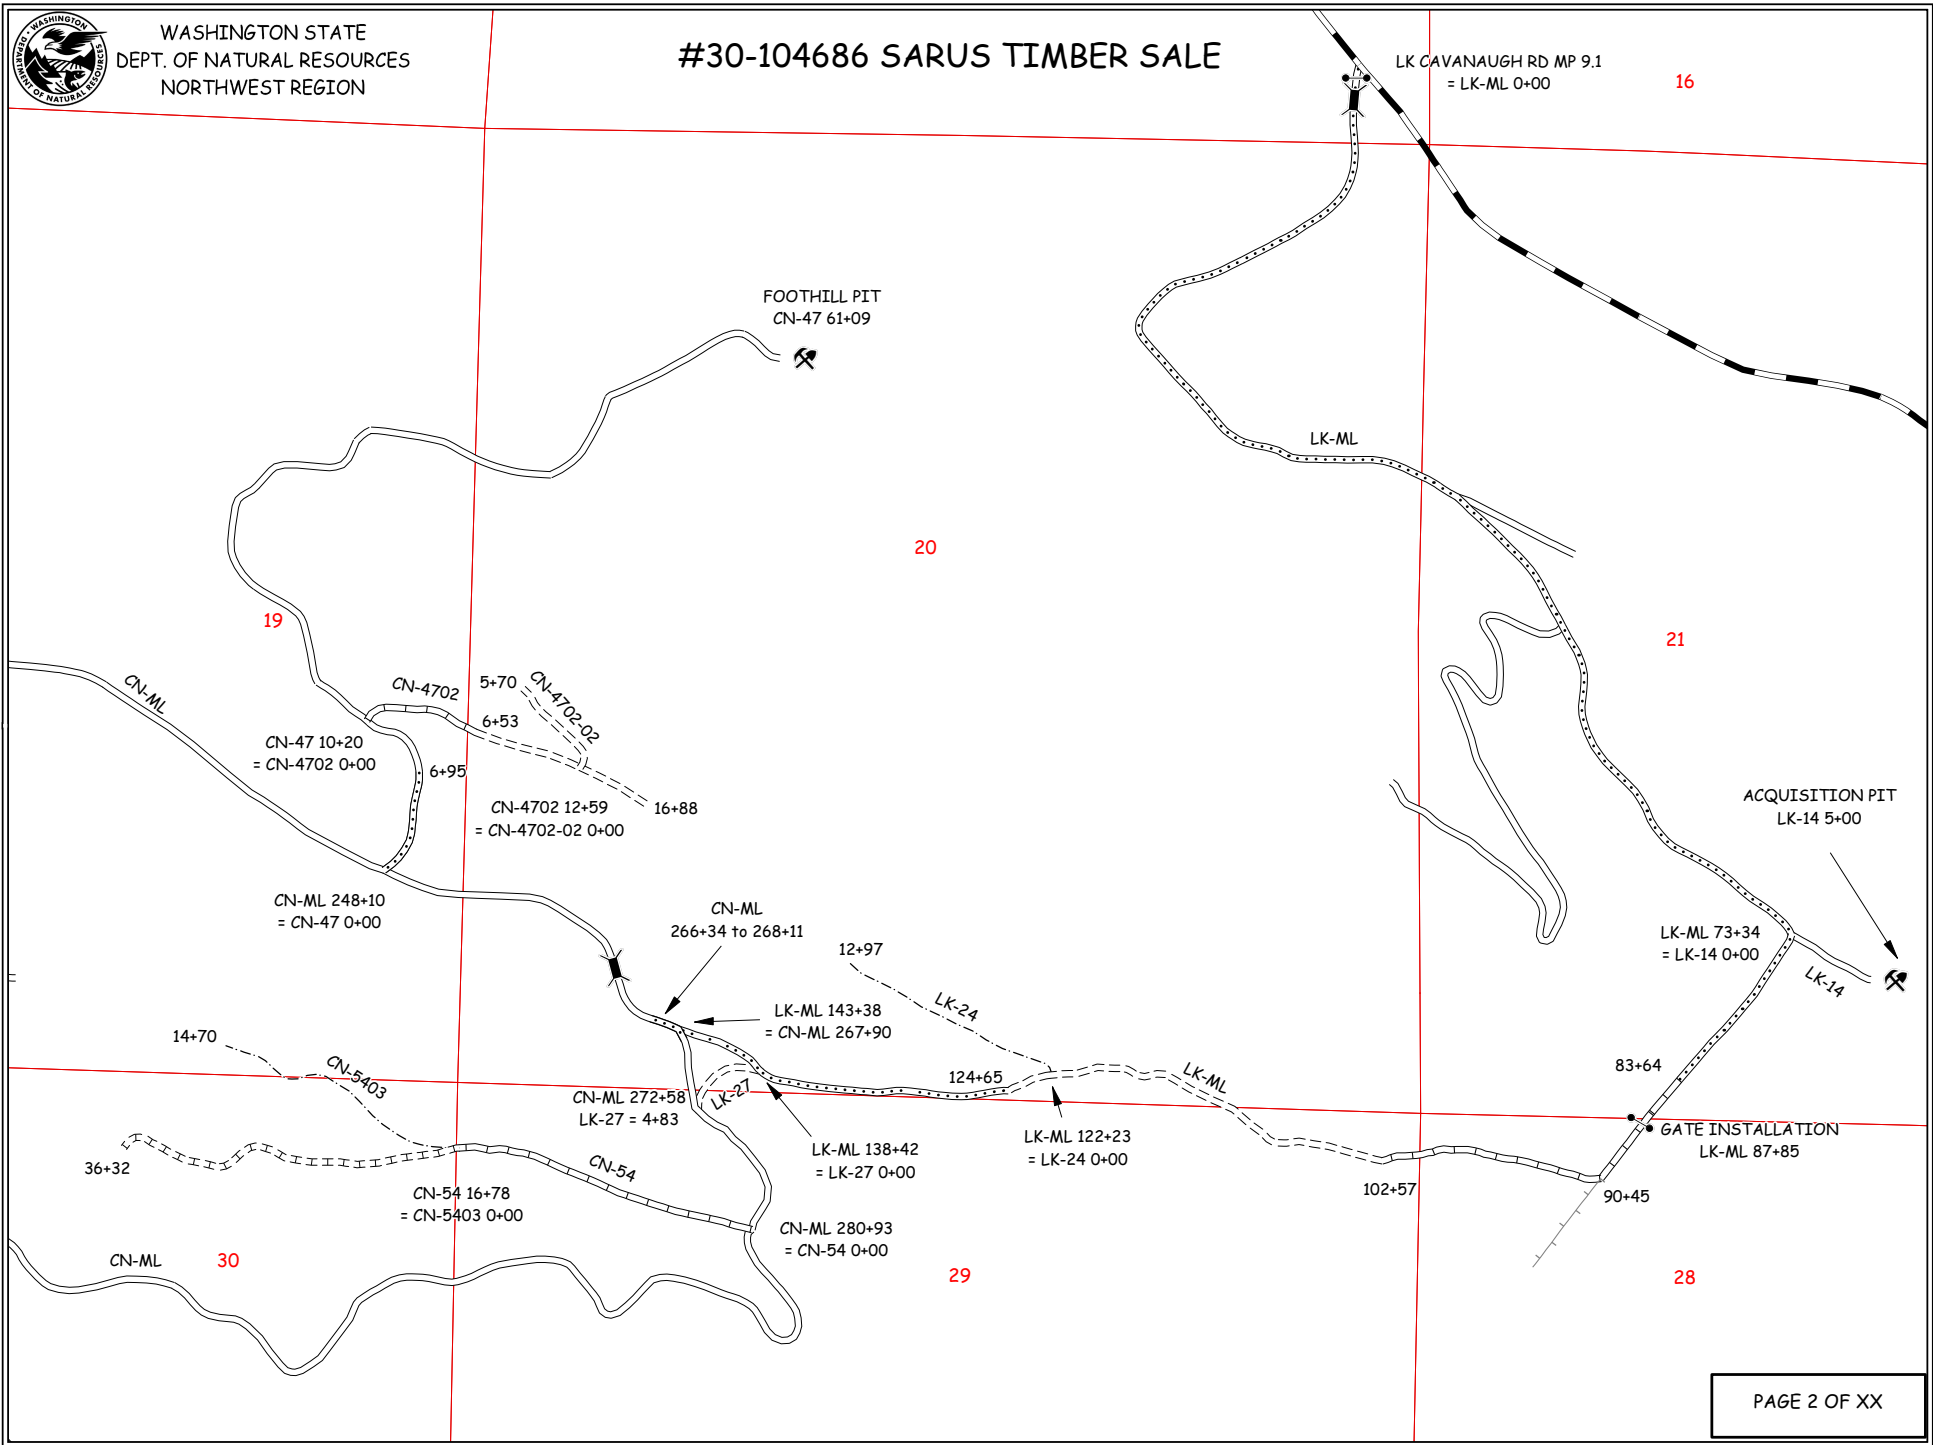 WASHINGTON STATE
DEPT. OF NATURAL RESOURCES
NORTHWEST REGION
WASHINGTON
DEPARTMENT OF NATURAL RESOURCES
#30-104686 SARUS TIMBER SALE
LK CAVANAUGH RD MP 9.1
= LK-ML 0+00
16
FOOTHILL PIT
CN-47 61+09
LK-ML
20
19
21
CN-ML
CN-4702
5+70
CN-4702-02
6+53
CN-47 10+20
= CN-4702 0+00
6+95
CN-4702 12+59
= CN-4702-02 0+00
16+88
ACQUISITION PIT
LK-14 5+00
CN-ML 248+10
= CN-47 0+00
CN-ML
266+34 to 268+11
12+97
LK-24
LK-ML 73+34
= LK-14 0+00
LK-14
LK-ML 143+38
= CN-ML 267+90
14+70
CN-5403
CN-ML 272+58
LK-27 = 4+83
LK-27
124+65
LK-ML
83+64
GATE INSTALLATION
LK-ML 87+85
LK-ML 138+42
= LK-27 0+00
LK-ML 122+23
= LK-24 0+00
36+32
CN-54
CN-54 16+78
= CN-5403 0+00
102+57
90+45
CN-ML 280+93
= CN-54 0+00
CN-ML
30
29
28
PAGE 2 OF XX